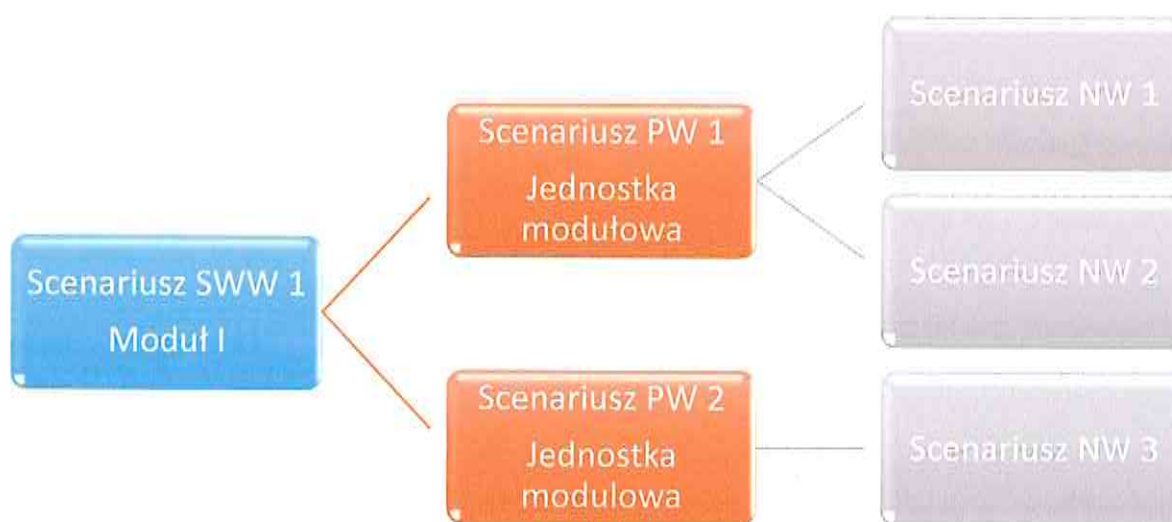 Scenariusz SWW 1
Moduł I
Scenariusz PW 1
Jednostka
modułowa
Scenariusz PW 2
Jednostka
modulowa
Scenariusz NW 1
Scenariusz NW 2
Scenariusz NW 3